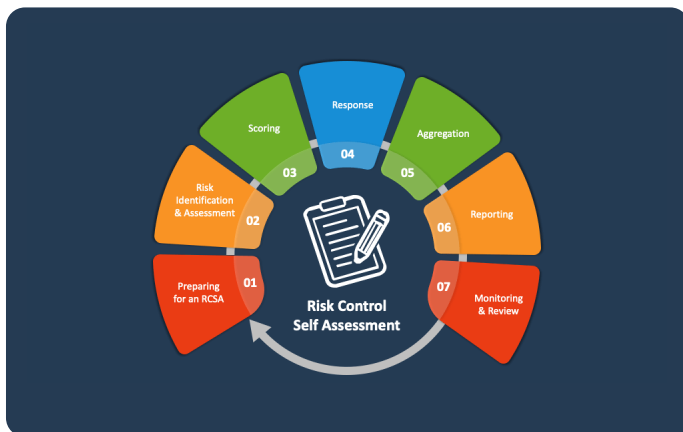 Preparing
for an RCSA
01
Risk
Identification
& Assessment
02
Scoring
03
Response
04
Aggregation
05
Reporting
06
Monitoring
& Review
07
Risk Control
Self Assessment